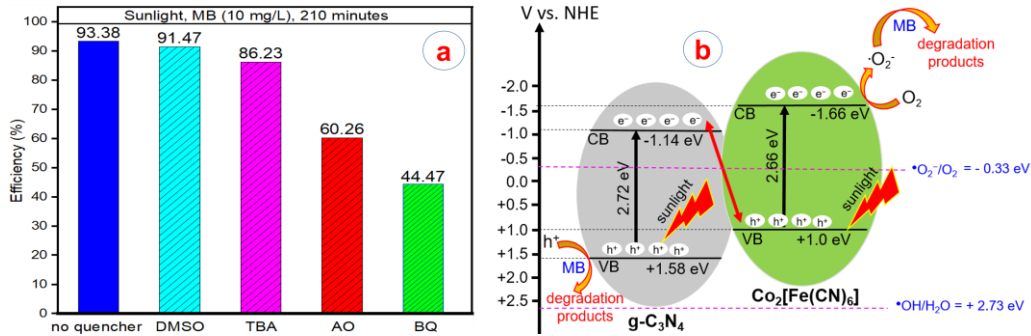 Sunlight, MB (10 mg/L), 210 minutes
a
Efficiency (%)
100
90
80
70
60
50
40
30
20
10
0
93.38
91.47
86.23
60.26
44.47
no quencher
DMSO
TBA
AO
BQ
V vs. NHE
b
MB
degradation
products
·O₂⁻
O₂
-2.0
-1.5
-1.0
-0.5
0.0
+0.5
+1.0
+1.5
+2.0
+2.5
CB
e⁻ e⁻ e⁻ e⁻
-1.14 eV
2.72 eV
sunlight
h⁺ h⁺ h⁺ h⁺
VB
+1.58 eV
h⁺
MB
degradation
products
g-C₃N₄
CB
e⁻ e⁻ e⁻ e⁻
-1.66 eV
2.66 eV
sunlight
h⁺ h⁺ h⁺ h⁺
VB
+1.0 eV
Co₂[Fe(CN)₆]
•O₂⁻/O₂ = - 0.33 eV
•OH/H₂O = + 2.73 eV